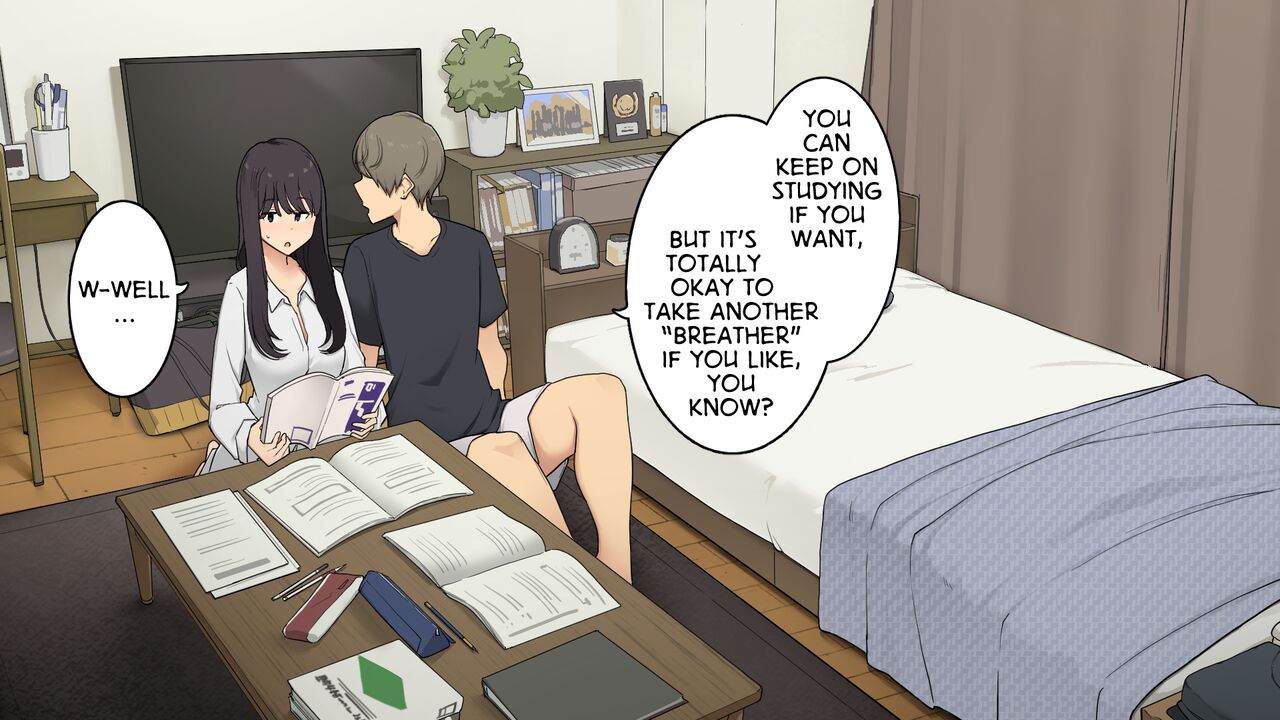 YOU
CAN
KEEP ON
STUDYING
IF YOU
WANT,
BUT IT'S
TOTALLY
OKAY TO
TAKE ANOTHER
"BREATHER"
IF YOU LIKE,
YOU
KNOW?
W-WELL
...